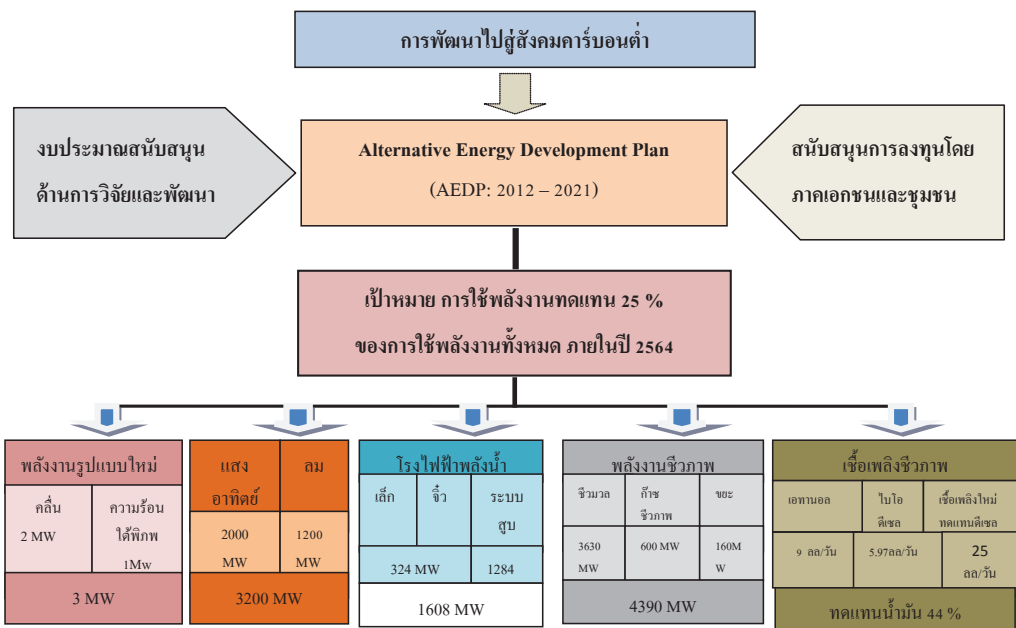 การพัฒนาไปสู่สังคมคาร์บอนต่ำ
งบประมาณสนับสนุน
ด้านการวิจัยและพัฒนา
Alternative Energy Development Plan
(AEDP: 2012 – 2021)
สนับสนุนการลงทุนโดย
ภาคเอกชนและชุมชน
เป้าหมาย การใช้พลังงานทดแทน 25 %
ของการใช้พลังงานทั้งหมด ภายในปี 2564
พลังงานรูปแบบใหม่
คลื่น
2 MW
ความร้อน
ใต้พิภพ
1Mw
3 MW
แสง
อาทิตย์
ลม
2000
MW
1200
MW
3200 MW
โรงไฟฟ้าพลังน้ำ
เล็ก
จิ๋ว
ระบบ
สูบ
324 MW
1284
1608 MW
พลังงานชีวภาพ
ชีวมวล
ก๊าซ
ชีวภาพ
ขยะ
3630
MW
600 MW
160M
W
4390 MW
เชื้อเพลิงชีวภาพ
เอทานอล
ไบโอ
ดีเซล
เชื้อเพลิงใหม่
ทดแทนดีเซล
9 ลล/วัน
5.97ลล/วัน
25
ลล/วัน
ทดแทนน้ำมัน 44 %